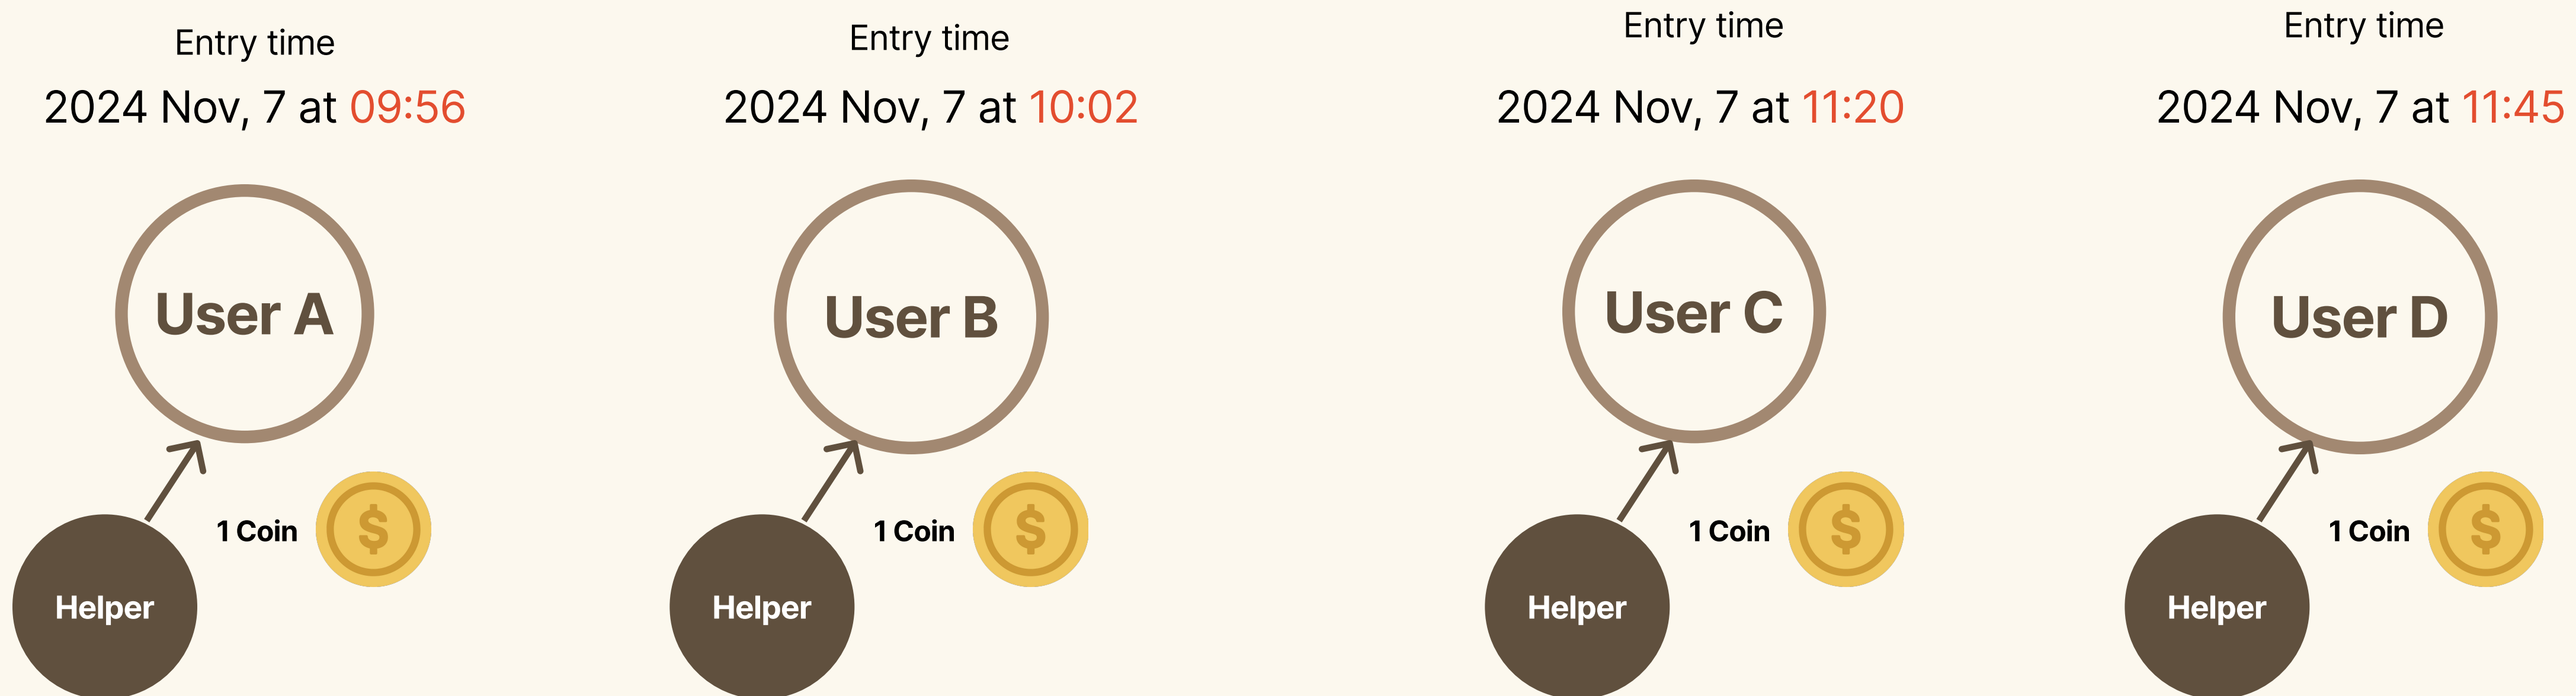 Entry time
2024 Nov, 7 at 09:56
User A
1 Coin
$
Helper
Entry time
2024 Nov, 7 at 10:02
User B
1 Coin
$
Helper
Entry time
2024 Nov, 7 at 11:20
User C
1 Coin
$
Helper
Entry time
2024 Nov, 7 at 11:45
User D
1 Coin
$
Helper